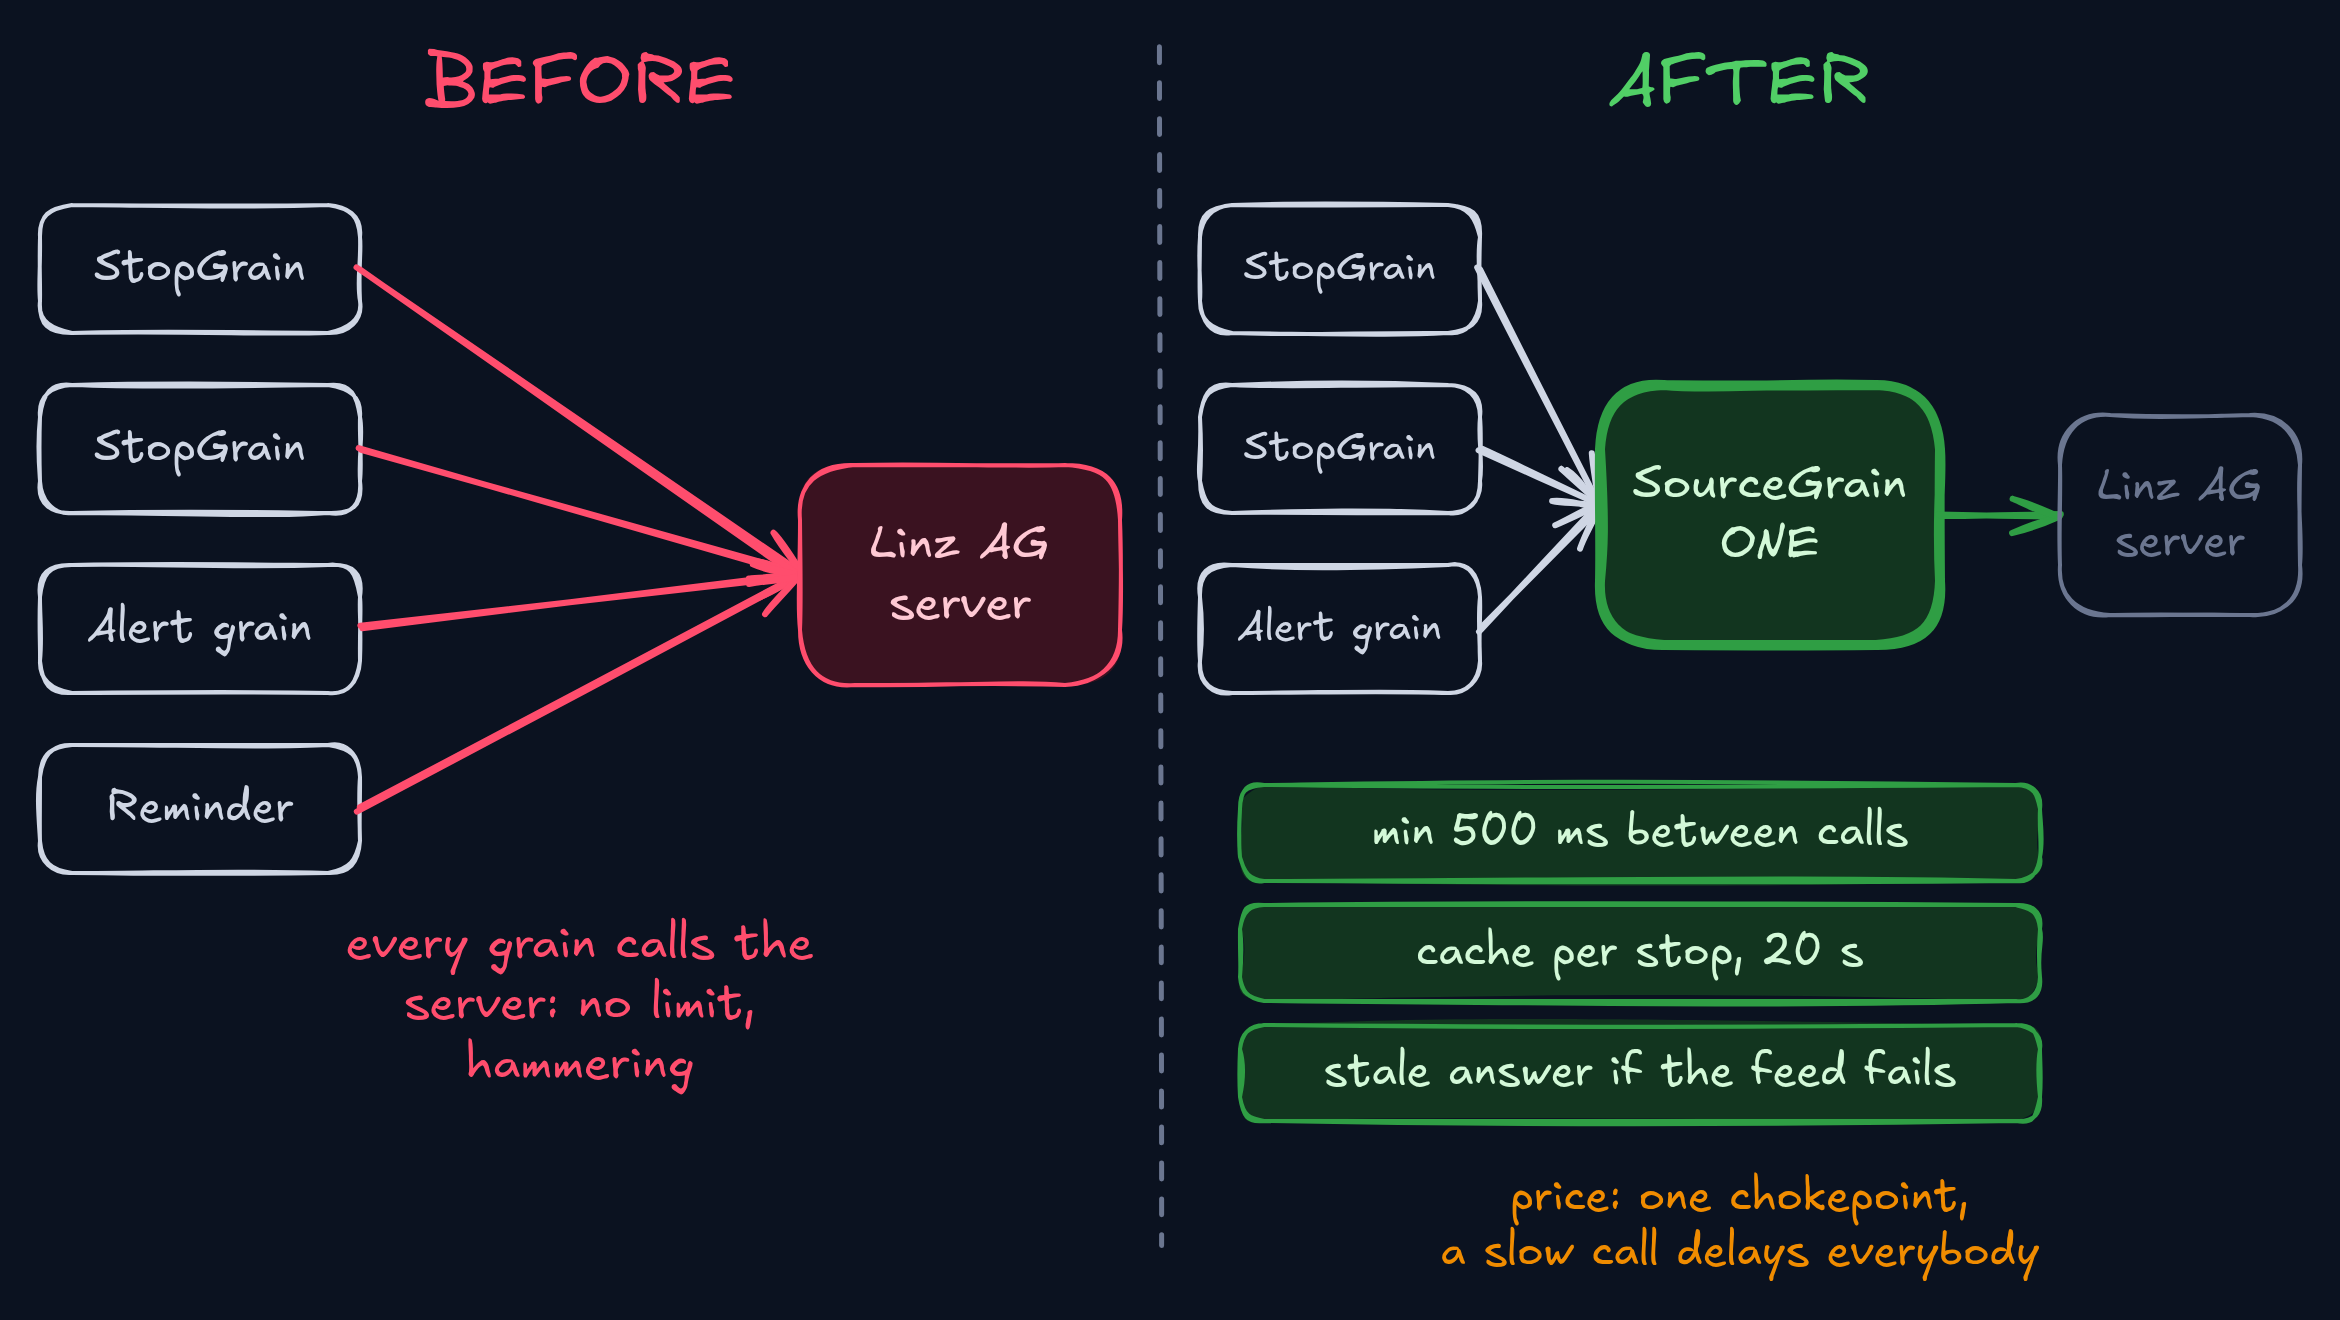 BEFORE
StopGrain
StopGrain
Alert grain
Reminder
Linz AG
server
every grain calls the
server: no limit,
hammering
AFTER
StopGrain
StopGrain
Alert grain
SourceGrain
ONE
Linz AG
server
min 500 ms between calls
cache per stop, 20 s
stale answer if the feed fails
price: one chokepoint,
a slow call delays everybody